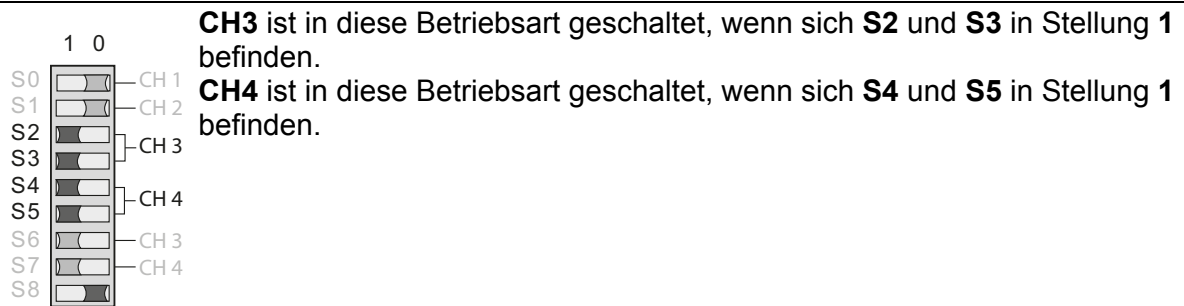 CH3 ist in diese Betriebsart geschaltet, wenn sich S2 und S3 in Stellung 1
befinden.
CH4 ist in diese Betriebsart geschaltet, wenn sich S4 und S5 in Stellung 1
befinden.
1 0
S0 CH 1
S1 CH 2
S2
S3
CH 3
S4
S5
CH 4
S6 CH 3
S7 CH 4
S8